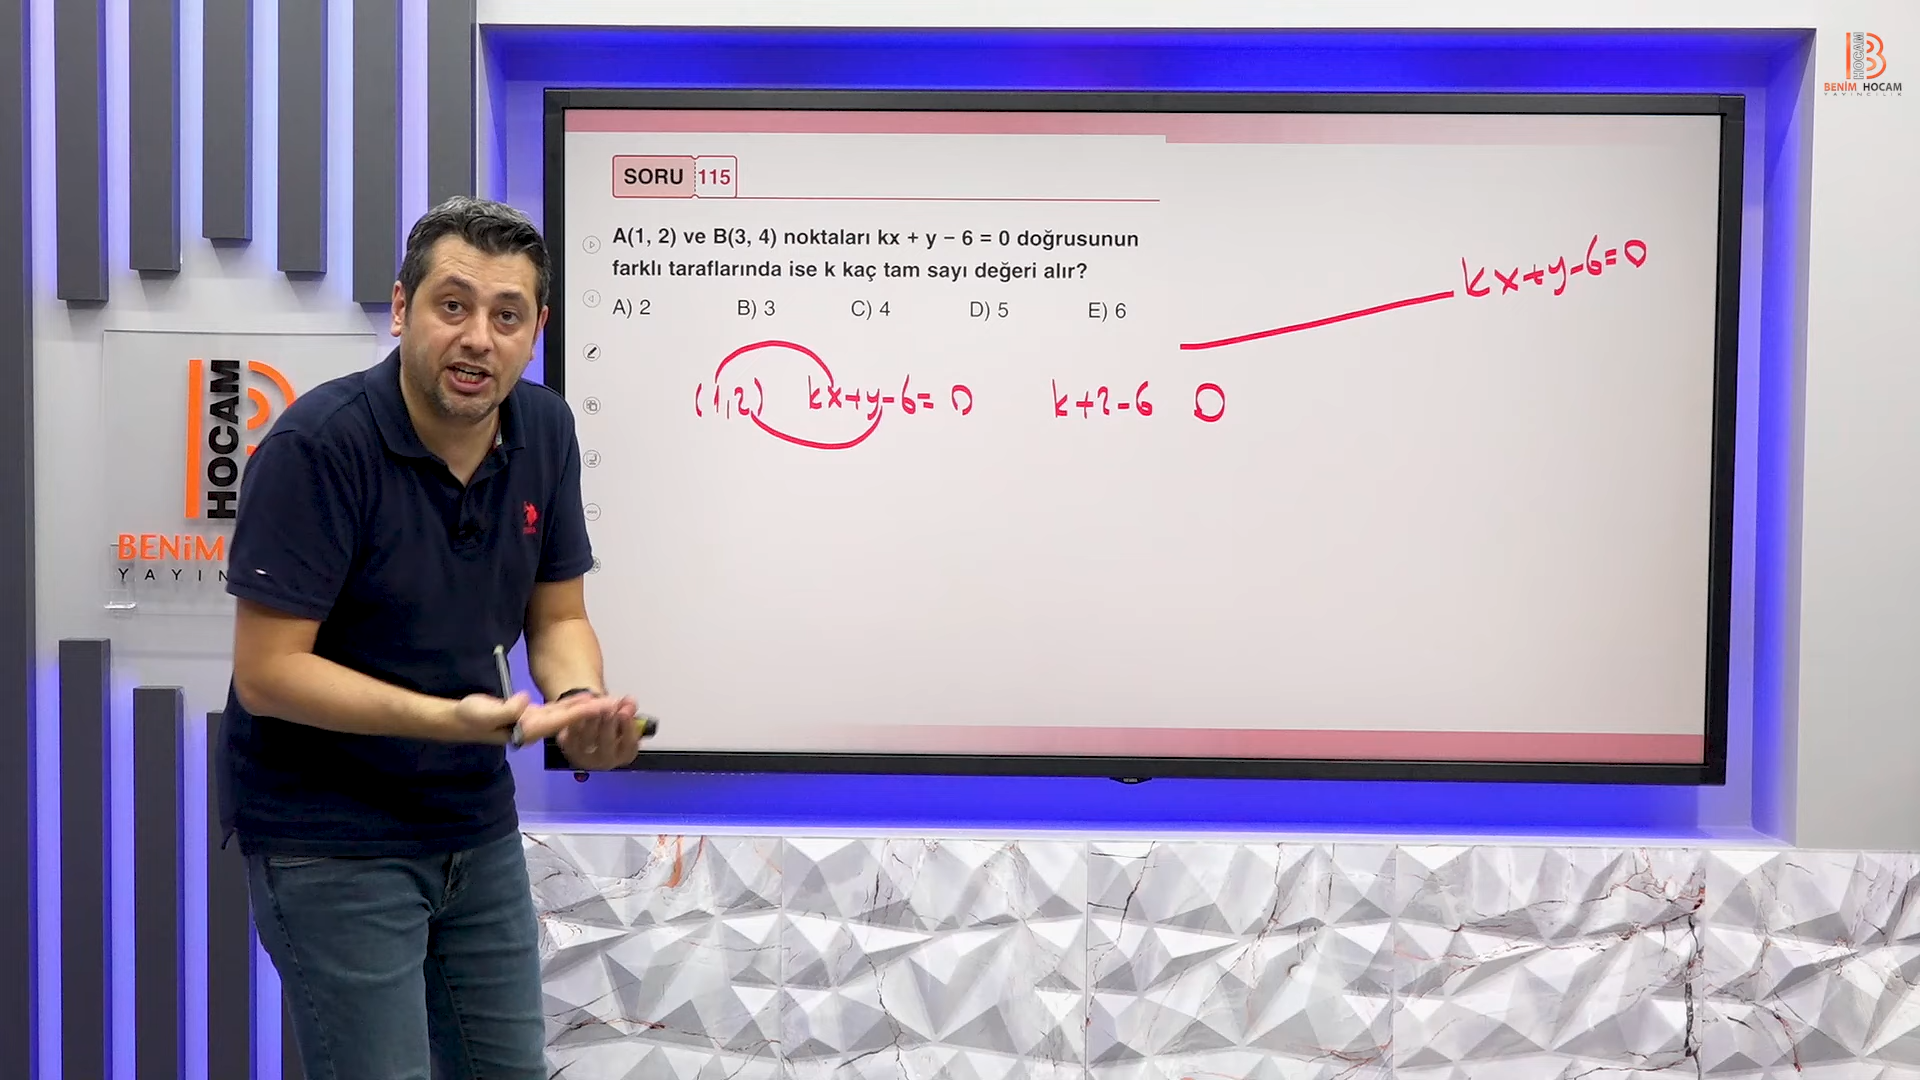 HOCAM
BENİM HOCAM
YAYINCILIK
SORU 115
A(1, 2) ve B(3, 4) noktaları kx + y − 6 = 0 doğrusunun
farklı taraflarında ise k kaç tam sayı değeri alır?
A) 2 B) 3 C) 4 D) 5 E) 6
kx+y-6=0
(1,2) kx+y-6=0 k+2-6 0
HOCAM
BENİM
YAYIN